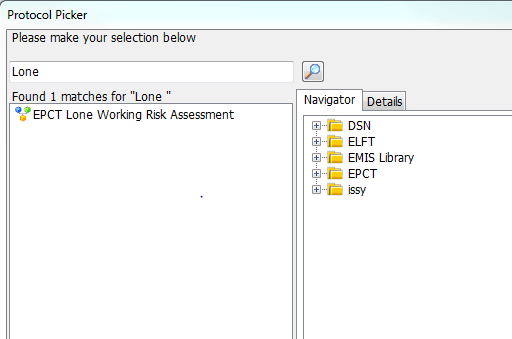 Protocol Picker
Please make your selection below
Lone
Found 1 matches for "Lone "
EPCT Lone Working Risk Assessment
Navigator
Details
DSN
ELFT
EMIS Library
EPCT
issy